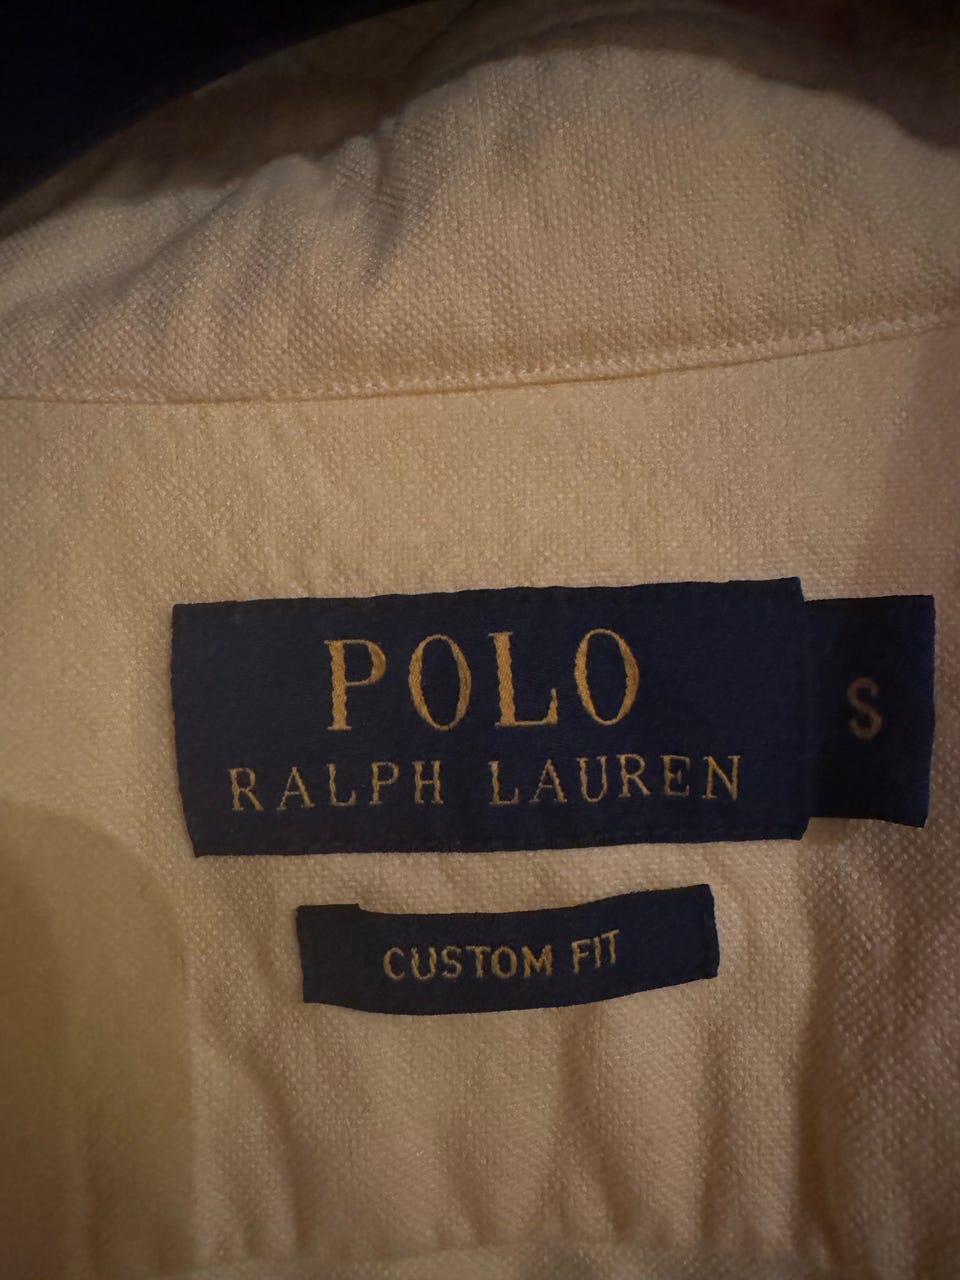 POLO
RALPH LAUREN
S
CUSTOM FIT